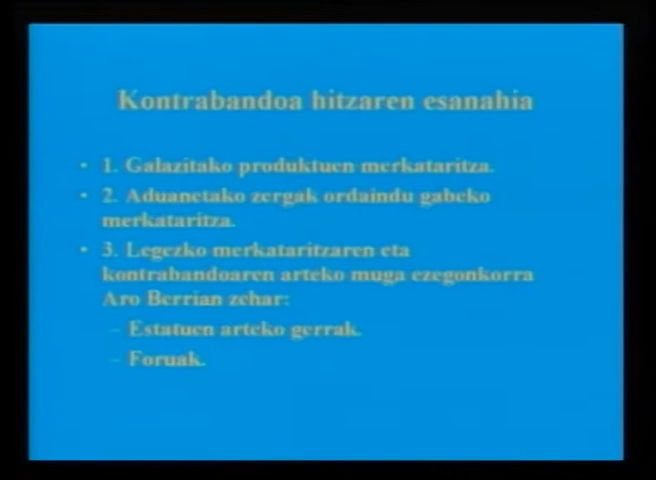 Kontrabandoa hitzaren esanahia
• 1. Galazitako produktuen merkataritza.
• 2. Aduanetako zergak ordaindu gabeko
merkataritza.
• 3. Legezko merkataritzaren eta
kontrabandoaren arteko muga ezegonkorra
Aro Berrian zehar:
– Estatuen arteko gerrak.
– Foruak.